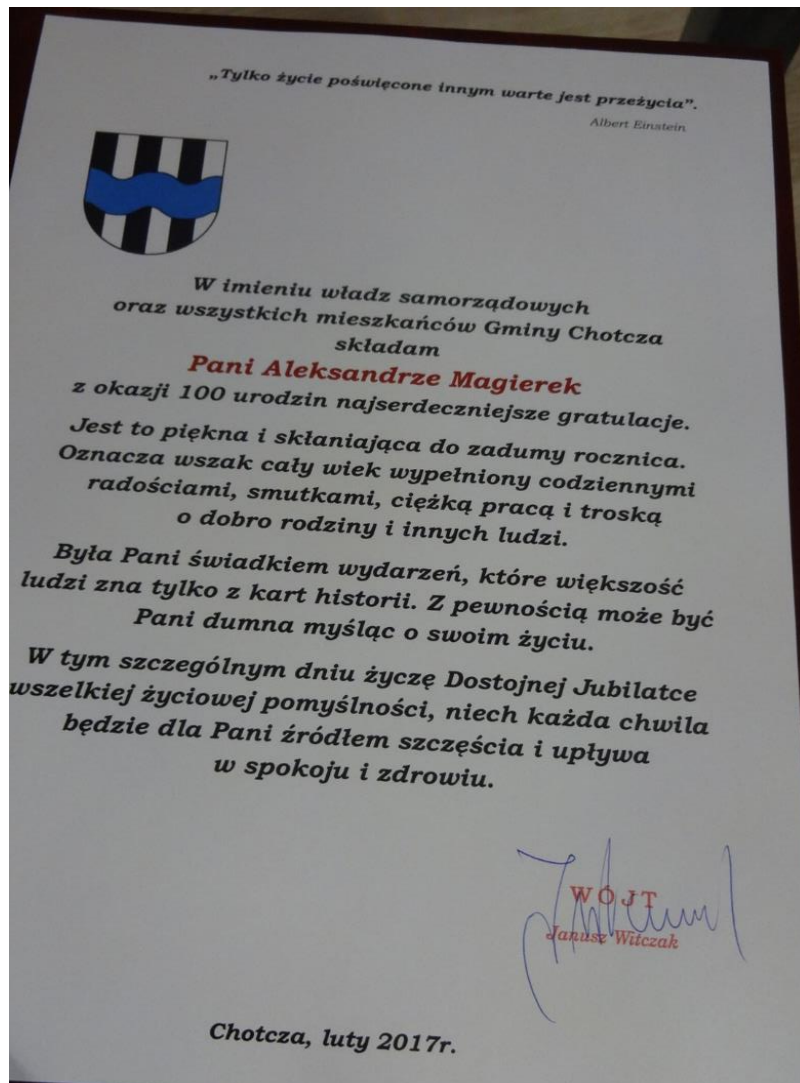 „Tylko życie poświęcone innym warte jest przeżycia”.
Albert Einstein
W imieniu władz samorządowych
oraz wszystkich mieszkańców Gminy Chotcza
składam
Pani Aleksandrze Magierek
z okazji 100 urodzin najserdeczniejsze gratulacje.
Jest to piękna i skłaniająca do zadumy rocznica.
Oznacza wszak cały wiek wypełniony codziennymi
radościami, smutkami, ciężką pracą i troską
o dobro rodziny i innych ludzi.
Była Pani świadkiem wydarzeń, które większość
ludzi zna tylko z kart historii. Z pewnością może być
Pani dumna myśląc o swoim życiu.
W tym szczególnym dniu życzę Dostojnej Jubilatce
wszelkiej życiowej pomyślności, niech każda chwila
będzie dla Pani źródłem szczęścia i upływa
w spokoju i zdrowiu.
WÓJT
Janusz Witczak
Chotcza, luty 2017r.